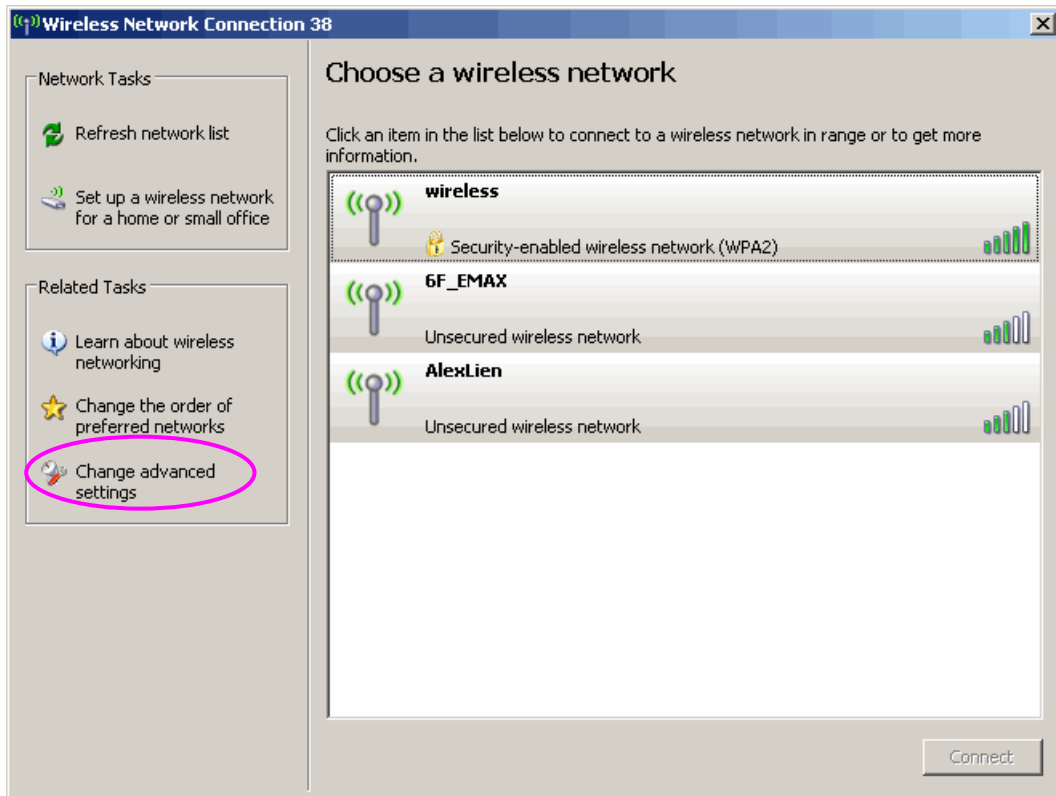 Wireless Network Connection 38
Network Tasks
Refresh network list
Set up a wireless network
for a home or small office
Related Tasks
Learn about wireless
networking
Change the order of
preferred networks
Change advanced
settings
Choose a wireless network
Click an item in the list below to connect to a wireless network in range or to get more
information.
wireless
Security-enabled wireless network (WPA2)
6F_EMAX
Unsecured wireless network
AlexLien
Unsecured wireless network
Connect